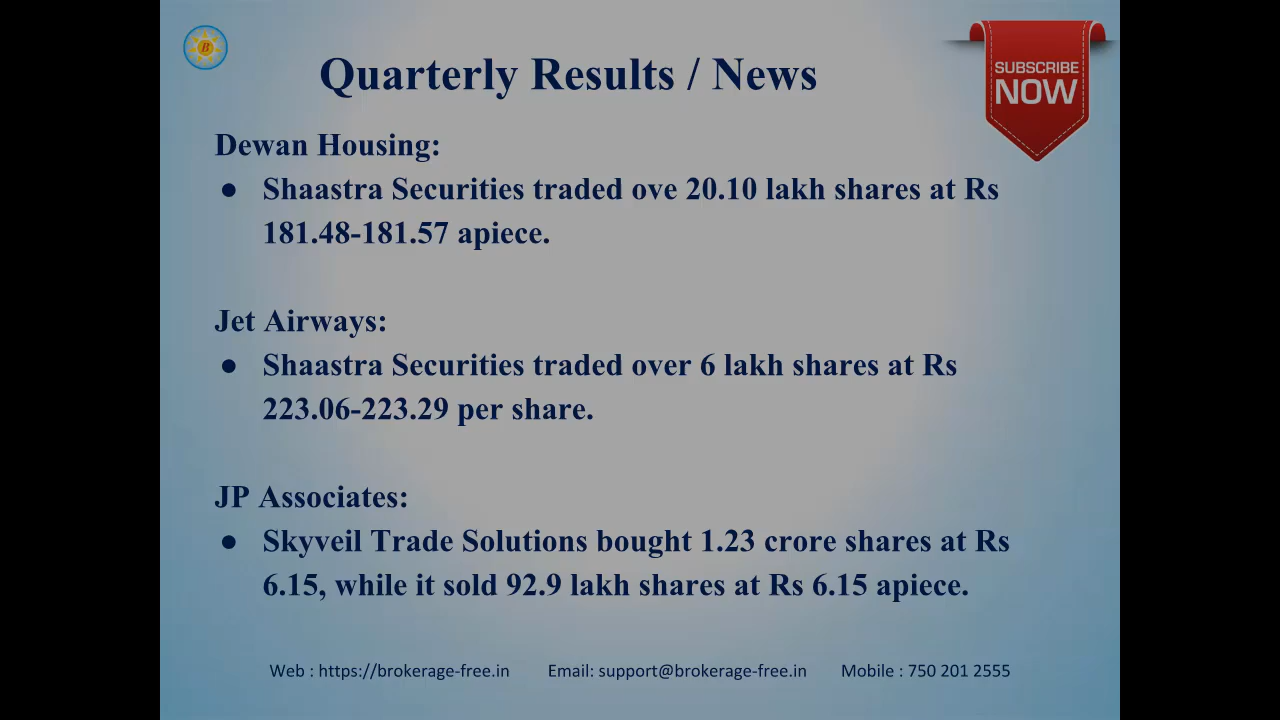 B
SUBSCRIBE
NOW
Quarterly Results / News
Dewan Housing:
● Shaastra Securities traded ove 20.10 lakh shares at Rs
181.48-181.57 apiece.
Jet Airways:
● Shaastra Securities traded over 6 lakh shares at Rs
223.06-223.29 per share.
JP Associates:
● Skyveil Trade Solutions bought 1.23 crore shares at Rs
6.15, while it sold 92.9 lakh shares at Rs 6.15 apiece.
Web : https://brokerage-free.in Email: support@brokerage-free.in Mobile : 750 201 2555